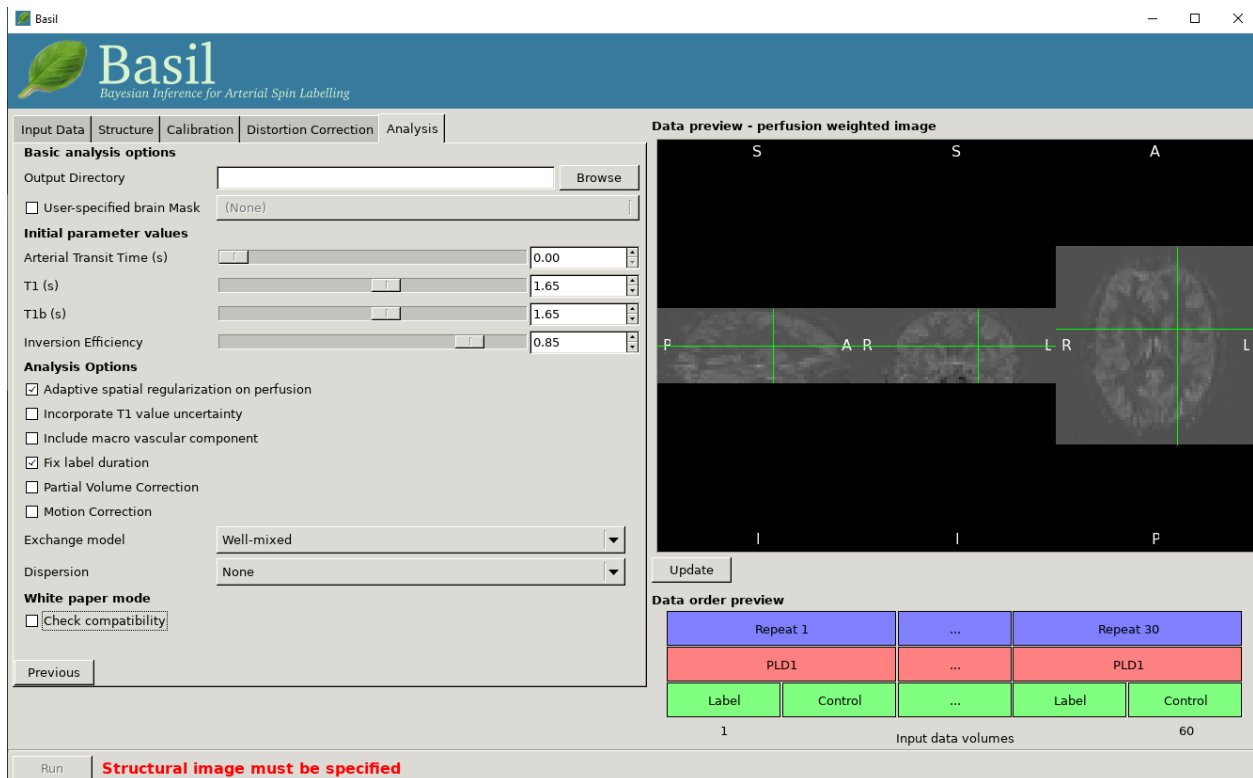 Basil
Basil
Bayesian Inference for Arterial Spin Labelling
Input Data Structure Calibration Distortion Correction Analysis
Basic analysis options
Output Directory Browse
User-specified brain Mask (None)
Initial parameter values
Arterial Transit Time (s) 0.00
T1 (s) 1.65
T1b (s) 1.65
Inversion Efficiency 0.85
Analysis Options
Adaptive spatial regularization on perfusion
Incorporate T1 value uncertainty
Include macro vascular component
Fix label duration
Partial Volume Correction
Motion Correction
Exchange model Well-mixed
Dispersion None
White paper mode
Check compatibility
Previous
Data preview - perfusion weighted image
S S A
P A R L R L
I I P
Update
Data order preview
Repeat 1 ... Repeat 30
PLD1 ... PLD1
Label Control ... Label Control
1 Input data volumes 60
Run Structural image must be specified